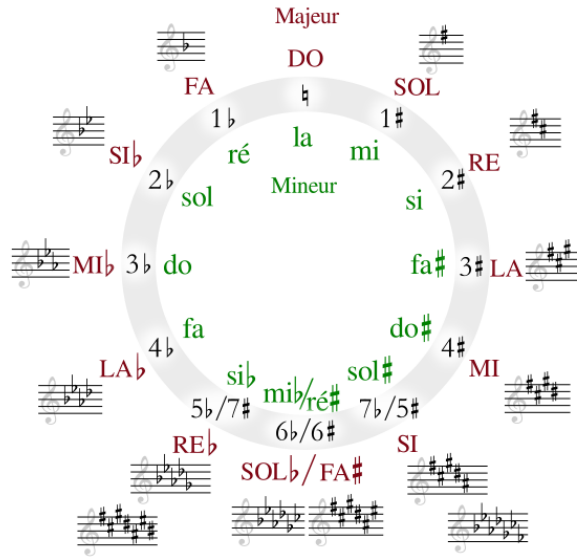 Majeur
DO
FA
SOL
♮
1♭
1♯
la
ré
mi
SI♭
RE
2♭
2♯
Mineur
sol
si
MI♭
3♭
do
fa♯
3♯
LA
fa
do♯
4♭
4♯
LA♭
MI
si♭
sol♯
mi♭/ré♯
5♭/7♯
7♭/5♯
6♭/6♯
RE♭
SI
SOL♭/FA♯